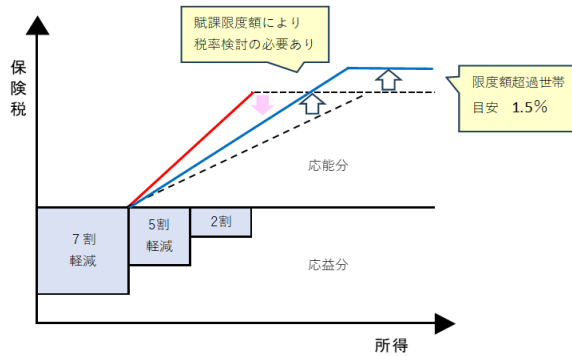 賦課限度額により
税率検討の必要あり
保険税
限度額超過世帯
目安 1.5%
応能分
7割
軽減
5割
軽減
2割
応益分
所得